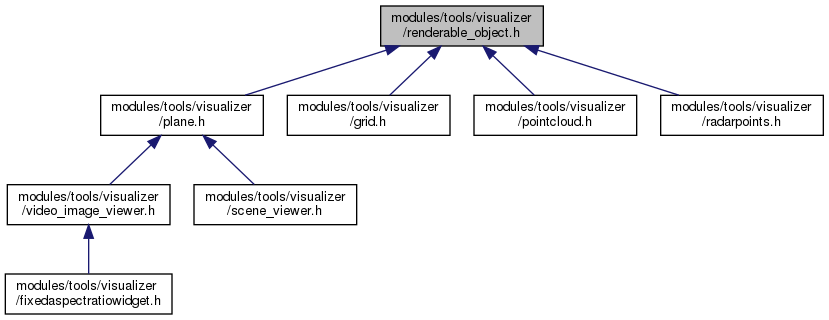 modules/tools/visualizer
/renderable_object.h
modules/tools/visualizer
/plane.h
modules/tools/visualizer
/grid.h
modules/tools/visualizer
/pointcloud.h
modules/tools/visualizer
/radarpoints.h
modules/tools/visualizer
/video_image_viewer.h
modules/tools/visualizer
/scene_viewer.h
modules/tools/visualizer
/fixedaspectratiowidget.h